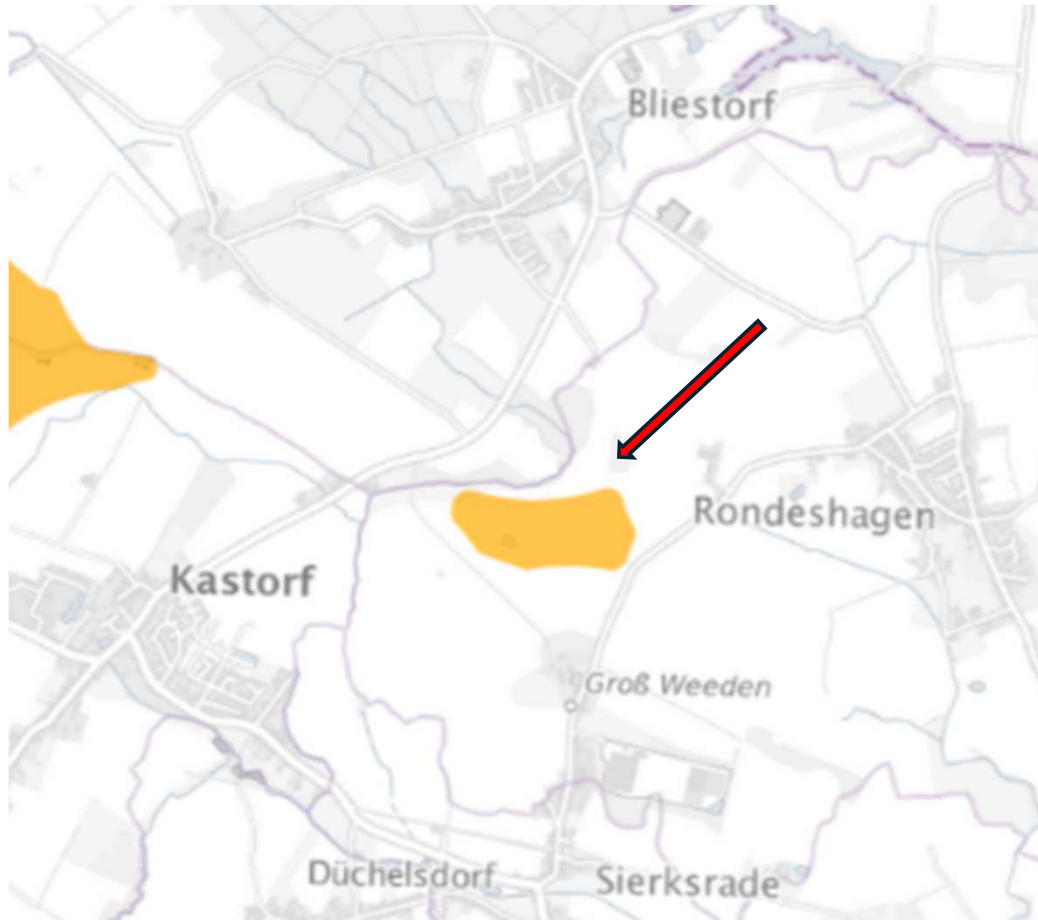 Bliestorf
Rondeshagen
Kastorf
Groß Weeden
Düchelsdorf
Sierksrade